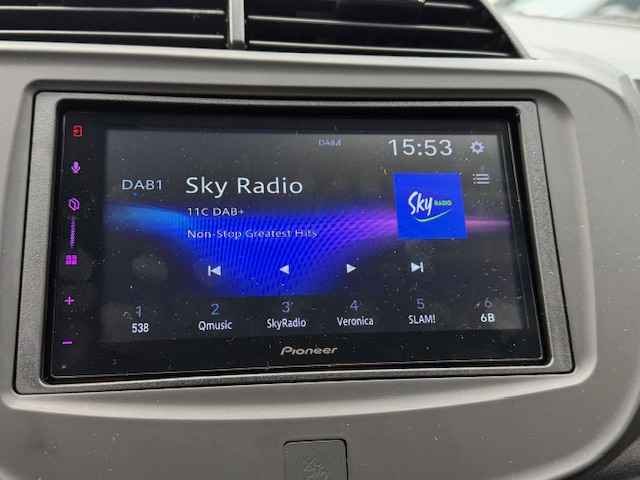 DAB
15:53
DAB1
Sky Radio
Sky RADIO
11C DAB+
Non-Stop Greatest Hits
1 2 3 4 5 6
538 Qmusic SkyRadio Veronica SLAM! 6B
Pioneer